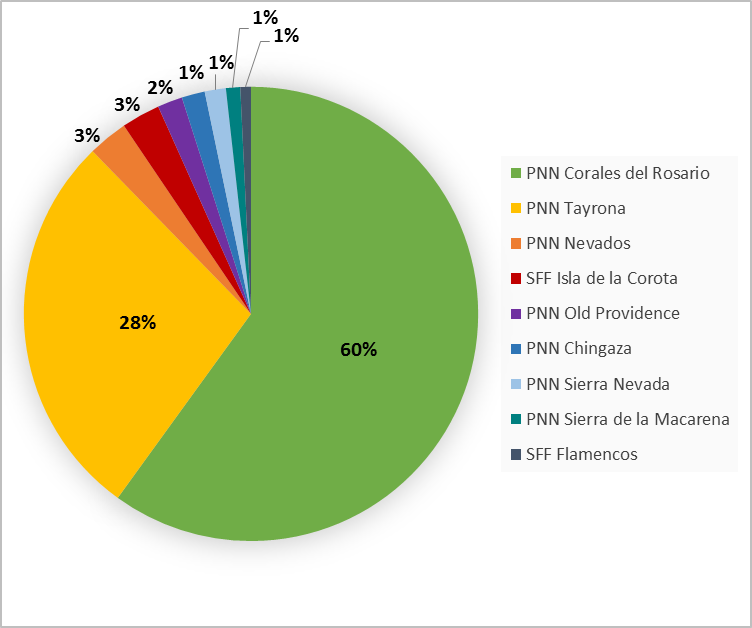 1%
1%
1%
1%
2%
3%
3%
28%
60%
PNN Corales del Rosario
PNN Tayrona
PNN Nevados
SFF Isla de la Corota
PNN Old Providence
PNN Chingaza
PNN Sierra Nevada
PNN Sierra de la Macarena
SFF Flamencos